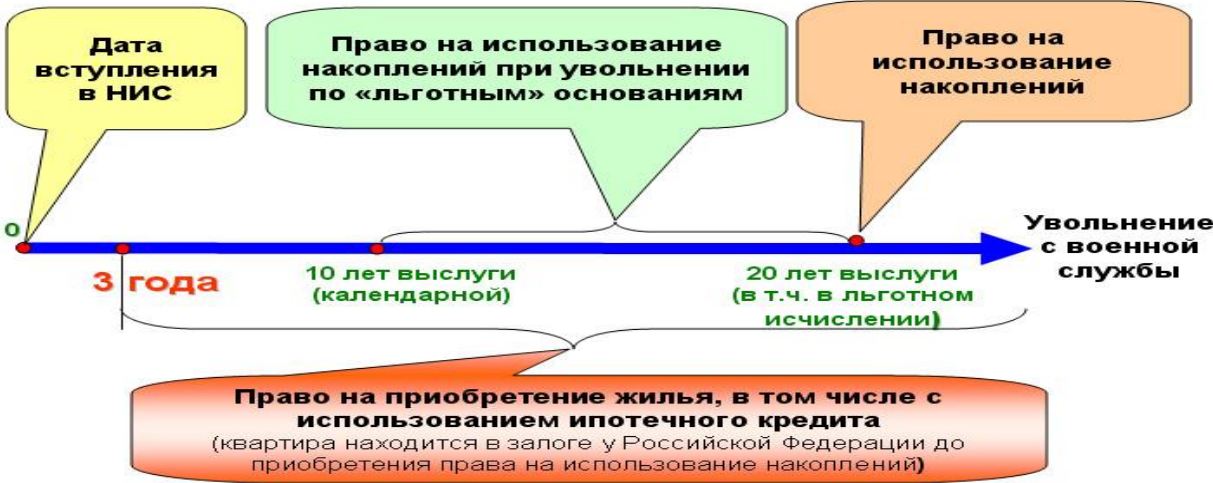 Дата
вступления
в НИС
Право на использование
накоплений при увольнении
по «льготным» основаниям
Право на
использование
накоплений
0
3 года
10 лет выслуги
(календарной)
20 лет выслуги
(в т.ч. в льготном
исчислении)
Увольнение
с военной
службы
Право на приобретение жилья, в том числе с
использованием ипотечного кредита
(квартира находится в залоге у Российской Федерации до
приобретения права на использование накоплений)